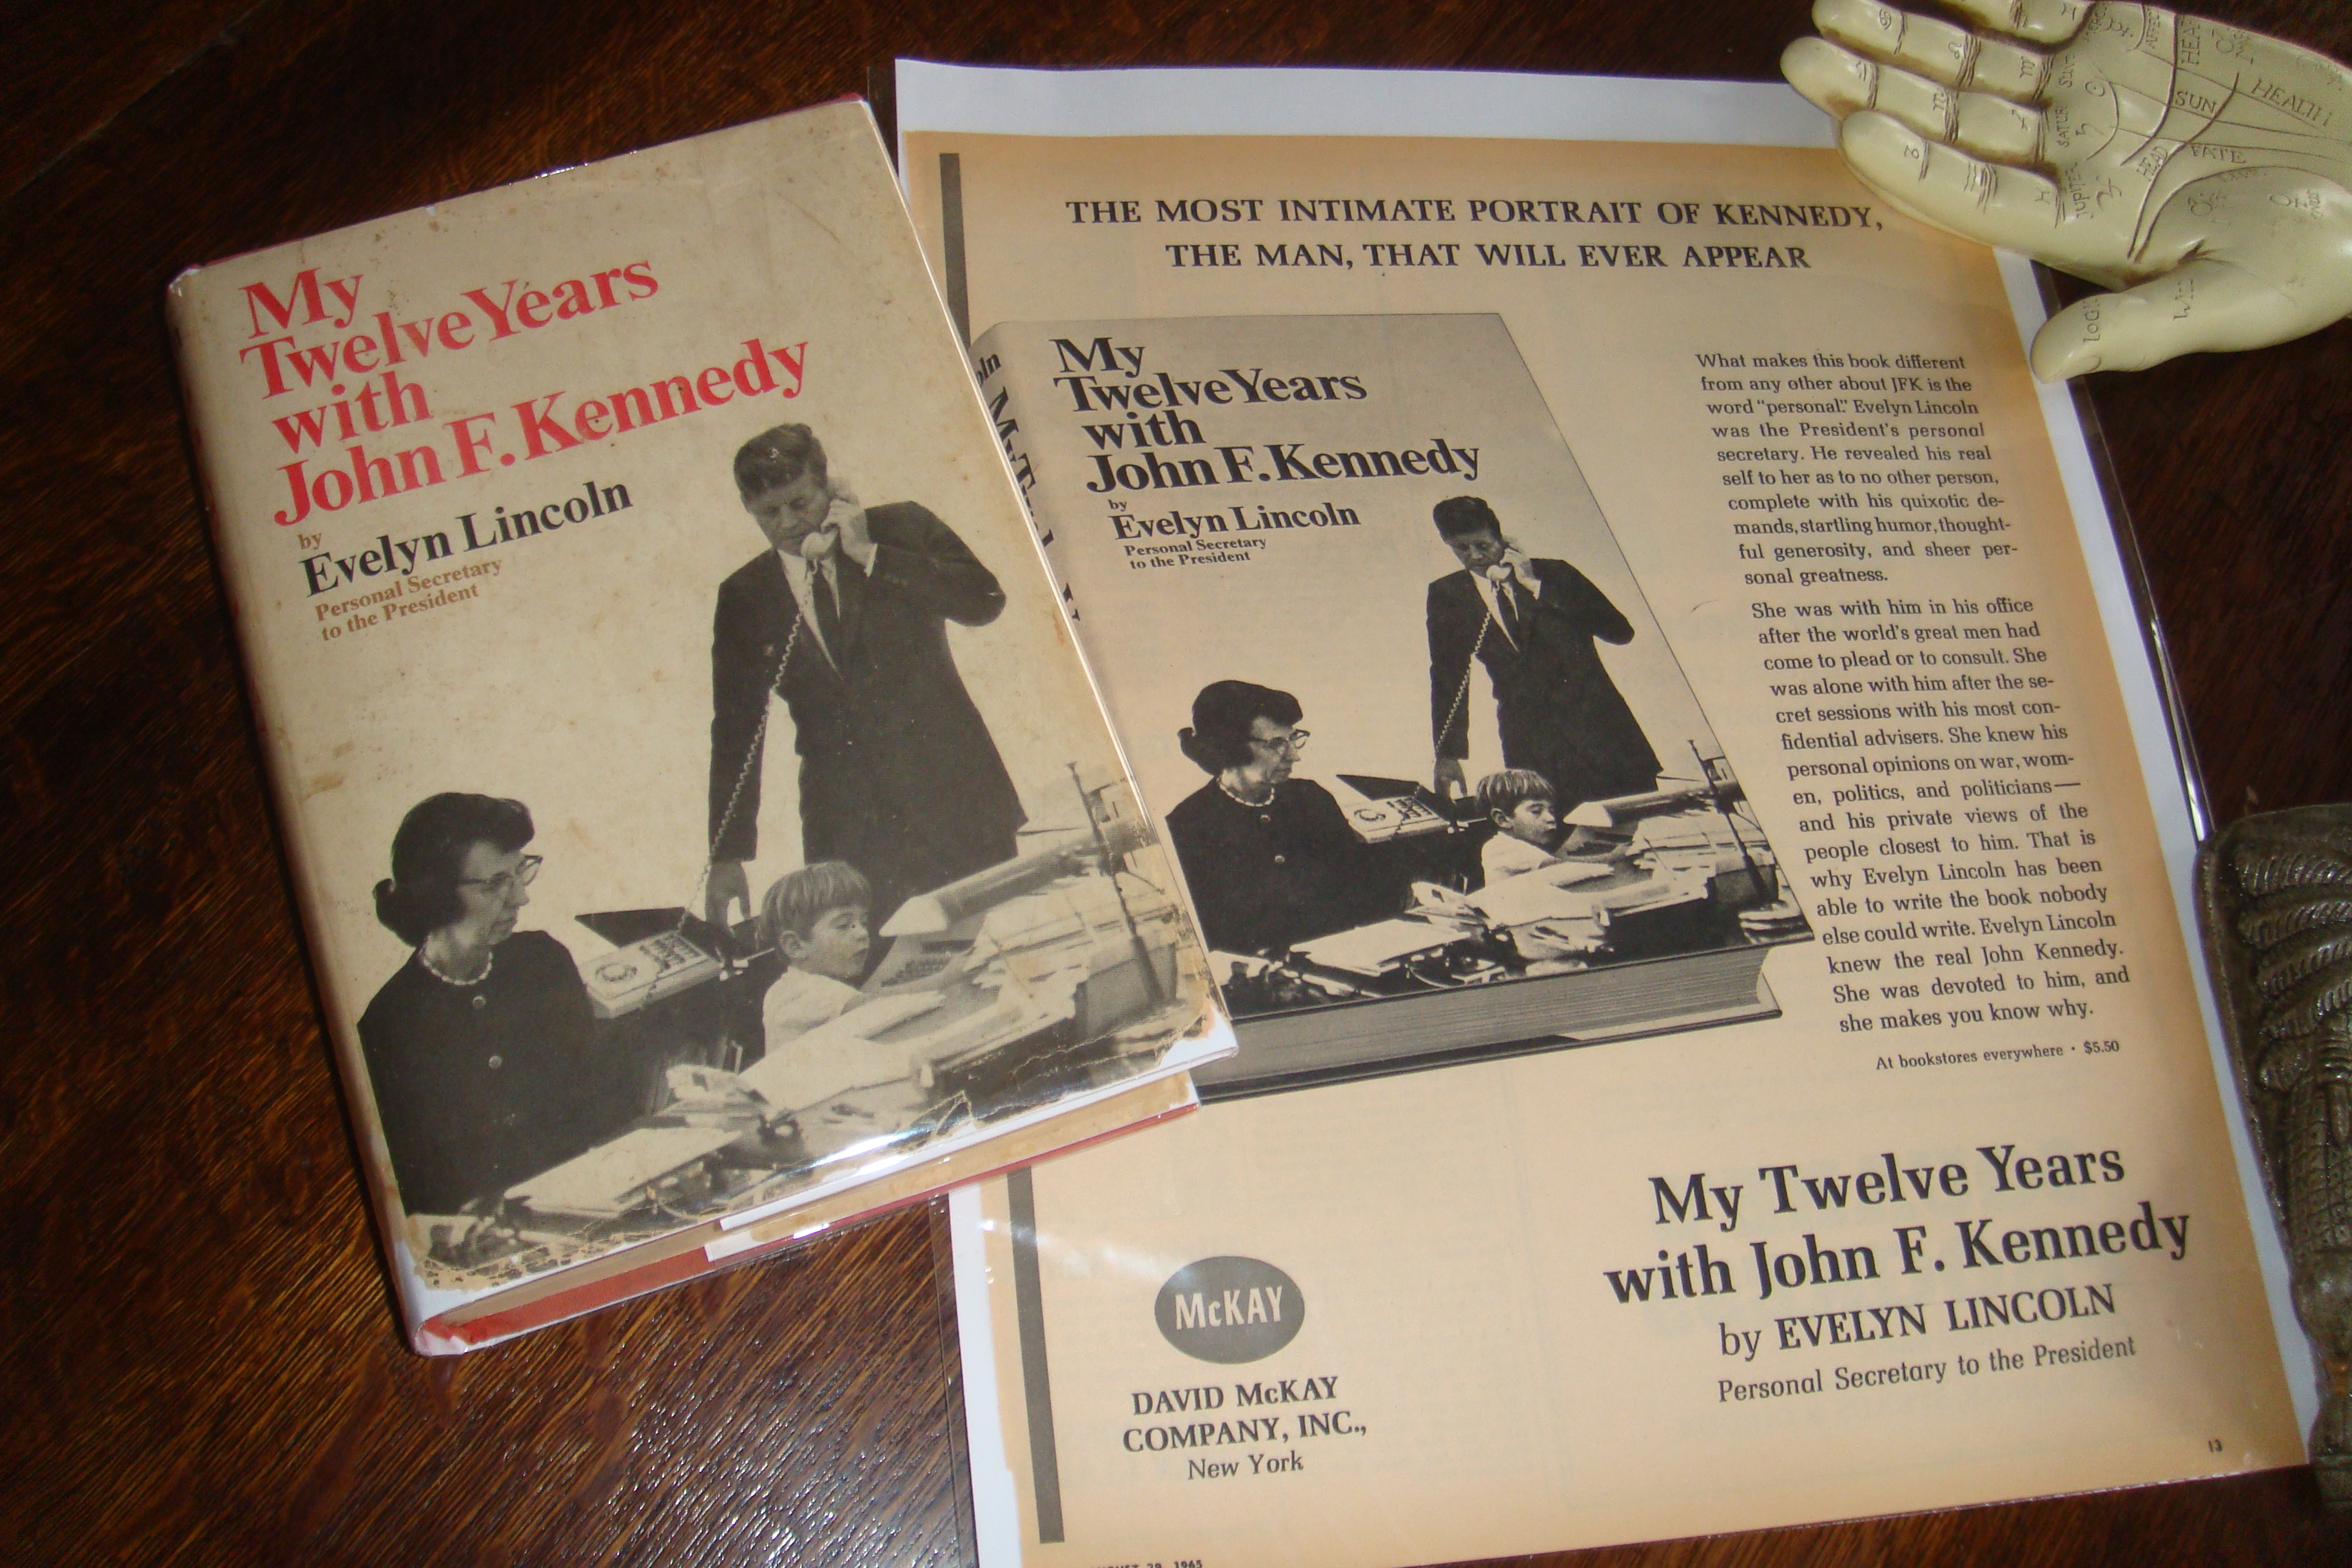 My
Twelve Years
with
John F. Kennedy
by
Evelyn Lincoln
Personal Secretary
to the President
THE MOST INTIMATE PORTRAIT OF KENNEDY,
THE MAN, THAT WILL EVER APPEAR
My
Twelve Years
with
John F. Kennedy
by
Evelyn Lincoln
Personal Secretary
to the President
What makes this book different
from any other about JFK is the
word "personal." Evelyn Lincoln
was the President's personal
secretary. He revealed his real
self to her as to no other person,
complete with his quixotic de-
mands, startling humor, thought-
ful generosity, and sheer per-
sonal greatness.
She was with him in his office
after the world's great men had
come to plead or to consult. She
was alone with him after the se-
cret sessions with his most con-
fidential advisers. She knew his
personal opinions on war, wom-
en, politics, and politicians—
and his private views of the
people closest to him. That is
why Evelyn Lincoln has been
able to write the book nobody
else could write. Evelyn Lincoln
knew the real John Kennedy.
She was devoted to him, and
she makes you know why.
At bookstores everywhere • $5.50
My Twelve Years
with John F. Kennedy
by EVELYN LINCOLN
Personal Secretary to the President
McKAY
DAVID McKAY
COMPANY, INC.,
New York
13
29, 1965
HEALTH
SUN
HEAD
FATE
JUPITER
SATUR
SUN
HEA
LOGI
WILL